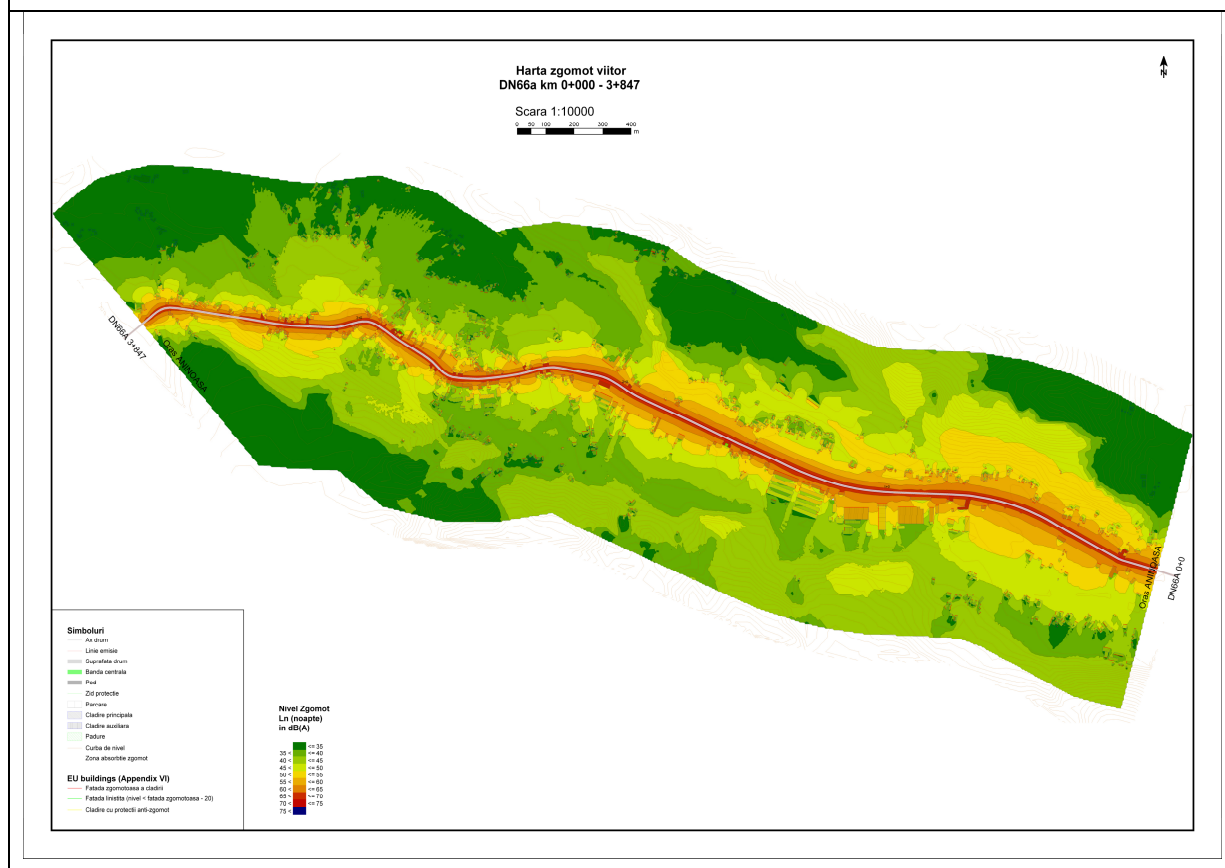 Harta zgomot viitor
DN66a km 0+000 - 3+847
Scara 1:10000
0 50 100 200 300 400
m
N
DN66A 3+847
Oras ANINOASA
Oras ANINOASA
DN66A 0+0
Simboluri
Ax drum
Linie emisie
Suprafata drum
Banda centrala
Pod
Zid protectie
Parcare
Cladire principala
Cladire auxiliara
Padure
Curba de nivel
Zona absorbtie zgomot
EU buildings (Appendix VI)
Fatada zgomotoasa a cladirii
Fatada linistita (nivel < fatada zgomotoasa - 20)
Cladire cu protectii anti-zgomot
Nivel Zgomot
Ln (noapte)
in dB(A)
<= 35
35 < <= 40
40 < <= 45
45 < <= 50
50 < <= 55
55 < <= 60
60 < <= 65
65 < <= 70
70 < <= 75
75 <